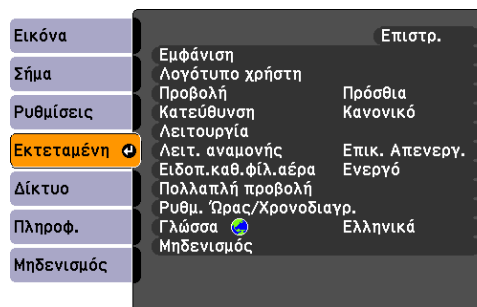 Εικόνα
Σήμα
Ρυθμίσεις
Εκτεταμένη
Δίκτυο
Πληροφ.
Μηδενισμός
Επιστρ.
Εμφάνιση
Λογότυπο χρήστη
Προβολή Πρόσθια
Κατεύθυνση Κανονικό
Λειτουργία
Λειτ. αναμονής Επικ. Απενεργ.
Ειδοπ.καθ.φίλ.αέρα Ενεργό
Πολλαπλή προβολή
Ρυθμ. Ώρας/Χρονοδιαγρ.
Γλώσσα Ελληνικά
Μηδενισμός